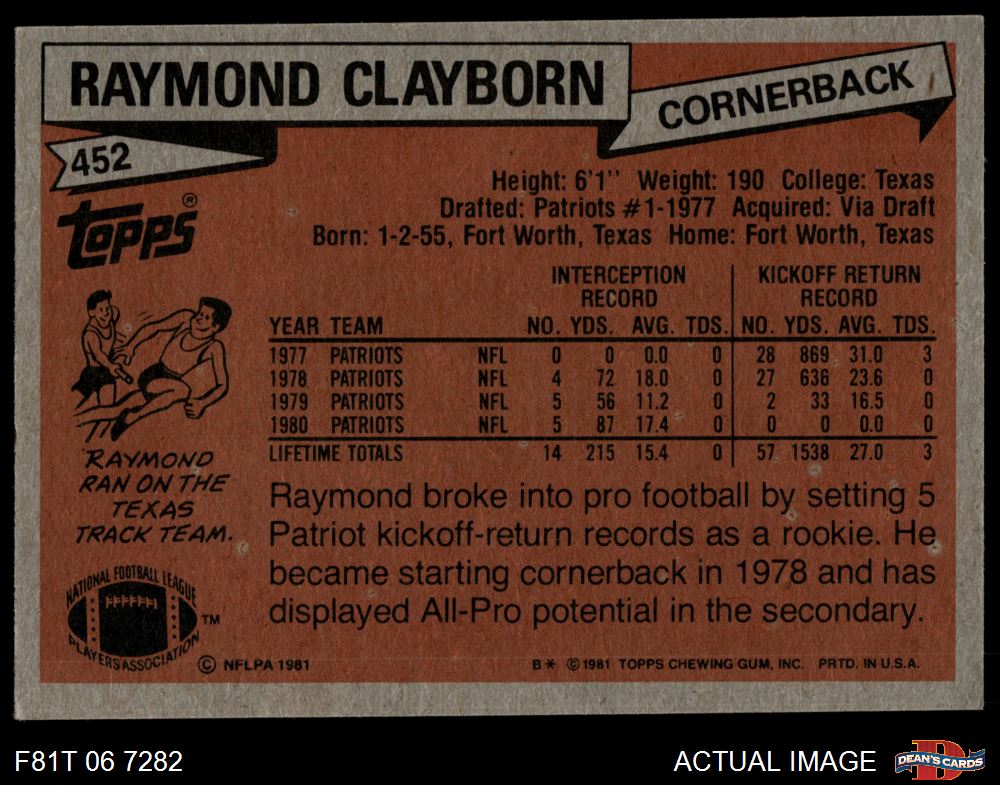 RAYMOND CLAYBORN
CORNERBACK
452
TOPPS®
Height: 6'1" Weight: 190 College: Texas
Drafted: Patriots #1-1977 Acquired: Via Draft
Born: 1-2-55, Fort Worth, Texas Home: Fort Worth, Texas
INTERCEPTION RECORD KICKOFF RETURN RECORD
YEAR TEAM NO. YDS. AVG. TDS. NO. YDS. AVG. TDS.
1977 PATRIOTS NFL 0 0 0.0 0 28 869 31.0 3
1978 PATRIOTS NFL 4 72 18.0 0 27 636 23.6 0
1979 PATRIOTS NFL 5 56 11.2 0 2 33 16.5 0
1980 PATRIOTS NFL 5 87 17.4 0 0 0 0.0 0
LIFETIME TOTALS 14 215 15.4 0 57 1538 27.0 3
RAYMOND
RAN ON THE
TEXAS
TRACK TEAM.
Raymond broke into pro football by setting 5
Patriot kickoff-return records as a rookie. He
became starting cornerback in 1978 and has
displayed All-Pro potential in the secondary.
NATIONAL FOOTBALL LEAGUE
PLAYERS ASSOCIATION
TM
© NFLPA 1981
B* © 1981 TOPPS CHEWING GUM, INC. PRTD. IN U.S.A.
F81T 06 7282
ACTUAL IMAGE
D
DEAN'S CARDS